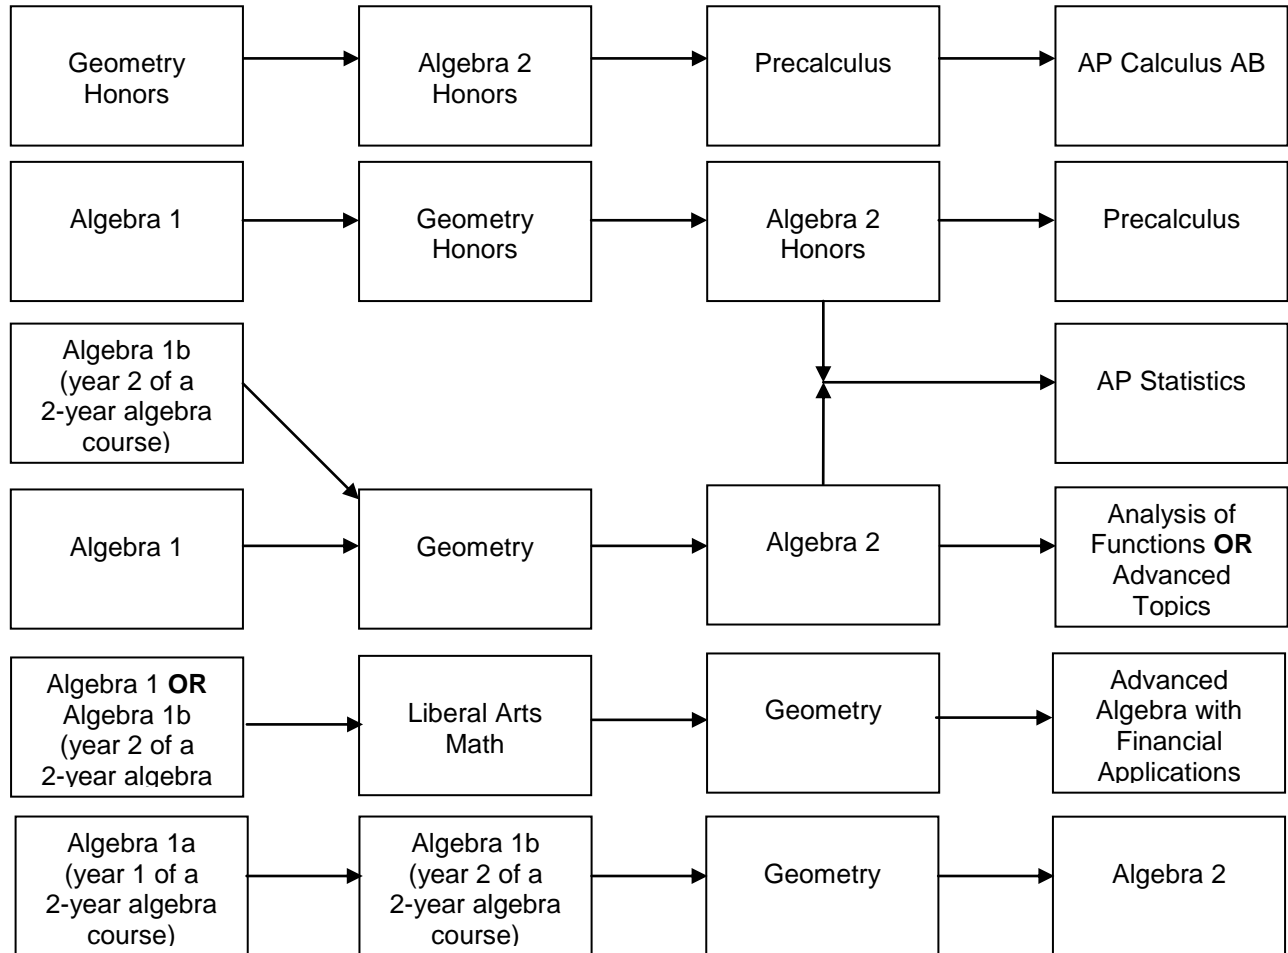 Geometry
Honors
Algebra 2
Honors
Precalculus
AP Calculus AB
Algebra 1
Geometry
Honors
Algebra 2
Honors
Precalculus
Algebra 1b
(year 2 of a
2-year algebra
course)
AP Statistics
Algebra 1
Geometry
Algebra 2
Analysis of
Functions OR
Advanced
Topics
Algebra 1 OR
Algebra 1b
(year 2 of a
2-year algebra
Liberal Arts
Math
Geometry
Advanced
Algebra with
Financial
Applications
Algebra 1a
(year 1 of a
2-year algebra
course)
Algebra 1b
(year 2 of a
2-year algebra
course)
Geometry
Algebra 2